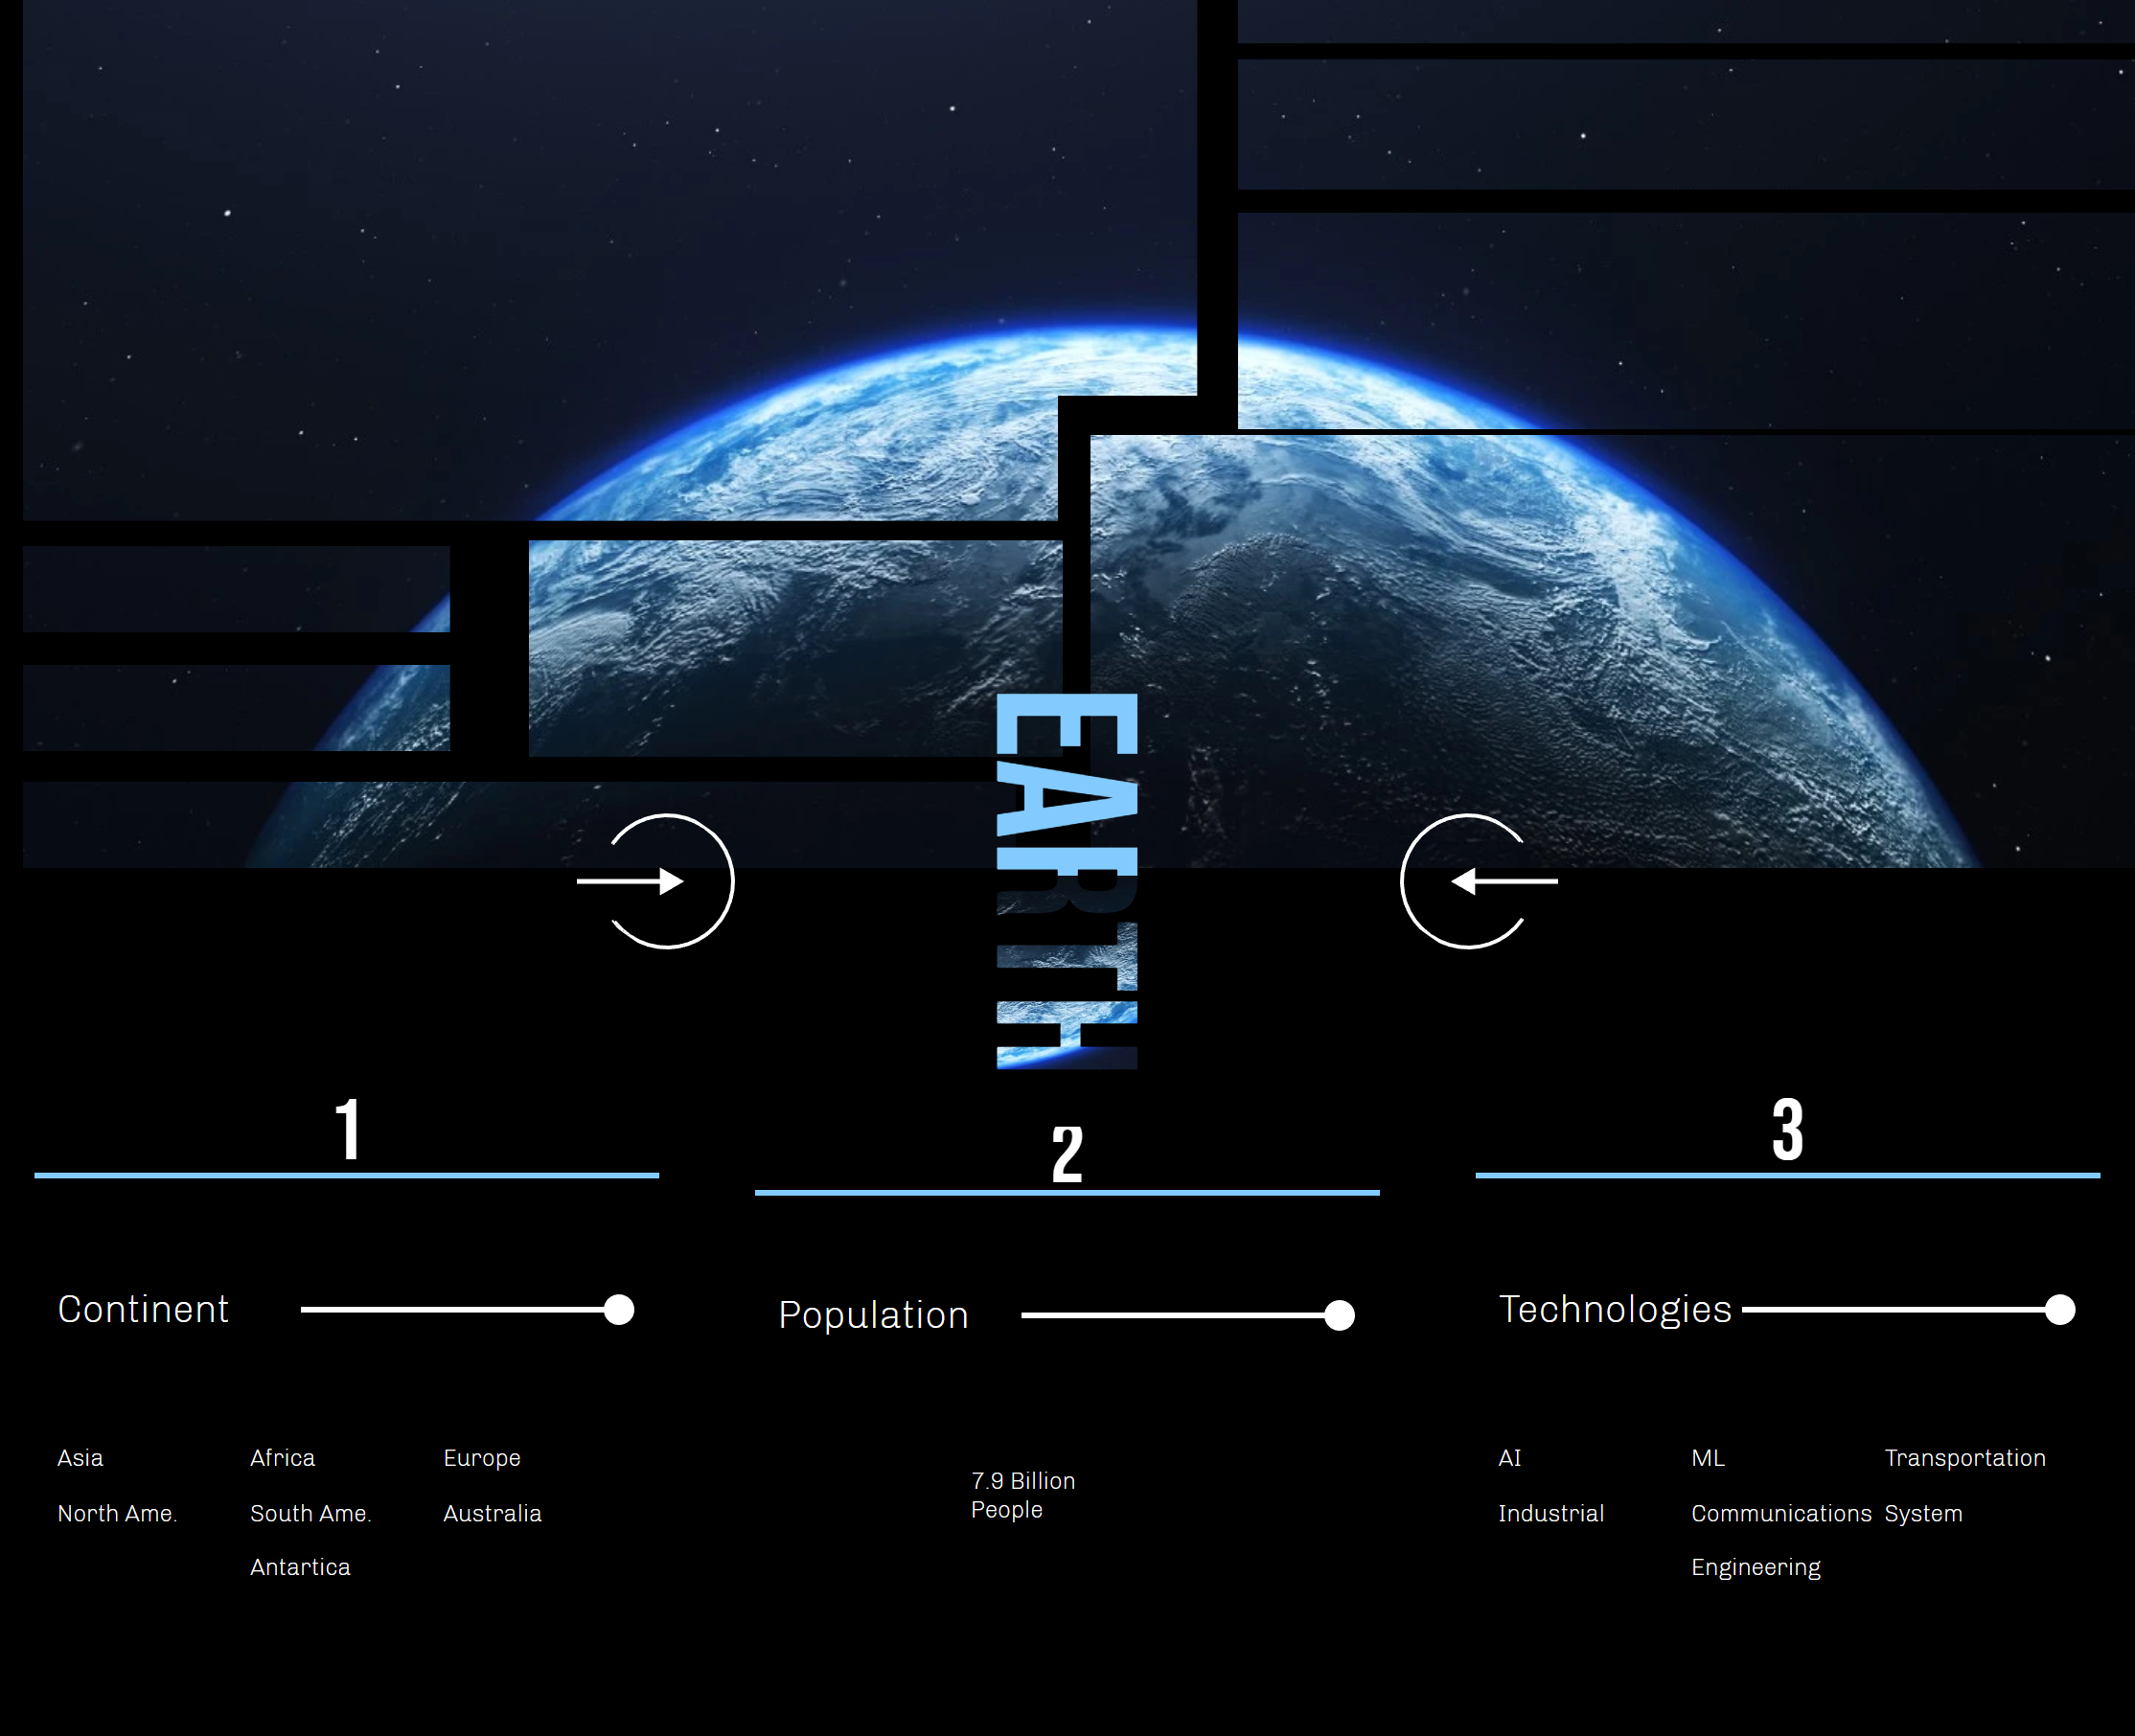 EARTH
1
2
3
Continent
Population
Technologies
Asia
Africa
Europe
North Ame.
South Ame.
Australia
Antartica
7.9 Billion
People
AI
ML
Transportation
Industrial
Communications
System
Engineering